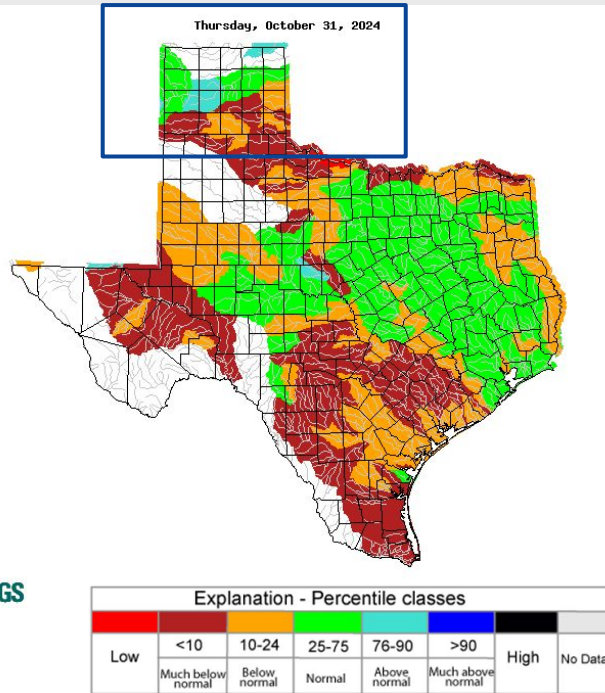 Thursday, October 31, 2024
GS
Explanation - Percentile classes
Low
<10
10-24
25-75
76-90
>90
High
No Data
Much below normal
Below normal
Normal
Above normal
Much above normal